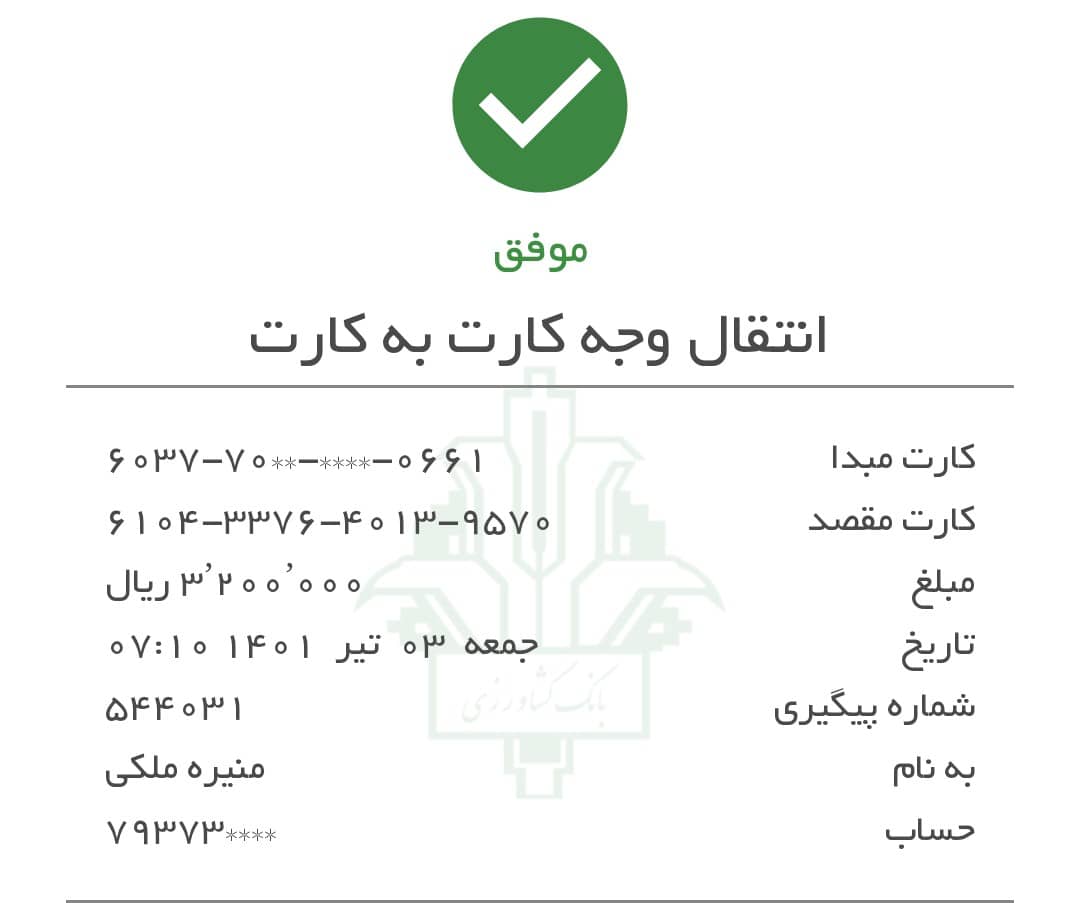 موفق
انتقال وجه کارت به کارت
کارت مبدا ۶۰۳۷-۷۰**-****-۰۶۶۱
کارت مقصد ۶۱۰۴-۳۳۷۶-۴۰۱۳-۹۵۷۰
مبلغ ۳٬۲۰۰٬۰۰۰ ریال
تاریخ جمعه ۰۳ تیر ۱۴۰۱ ۰۷:۱۰
شماره پیگیری ۵۴۴۰۳۱
به نام منیره ملکی
حساب ۷۹۳۷۳****
بانک کشاورزی